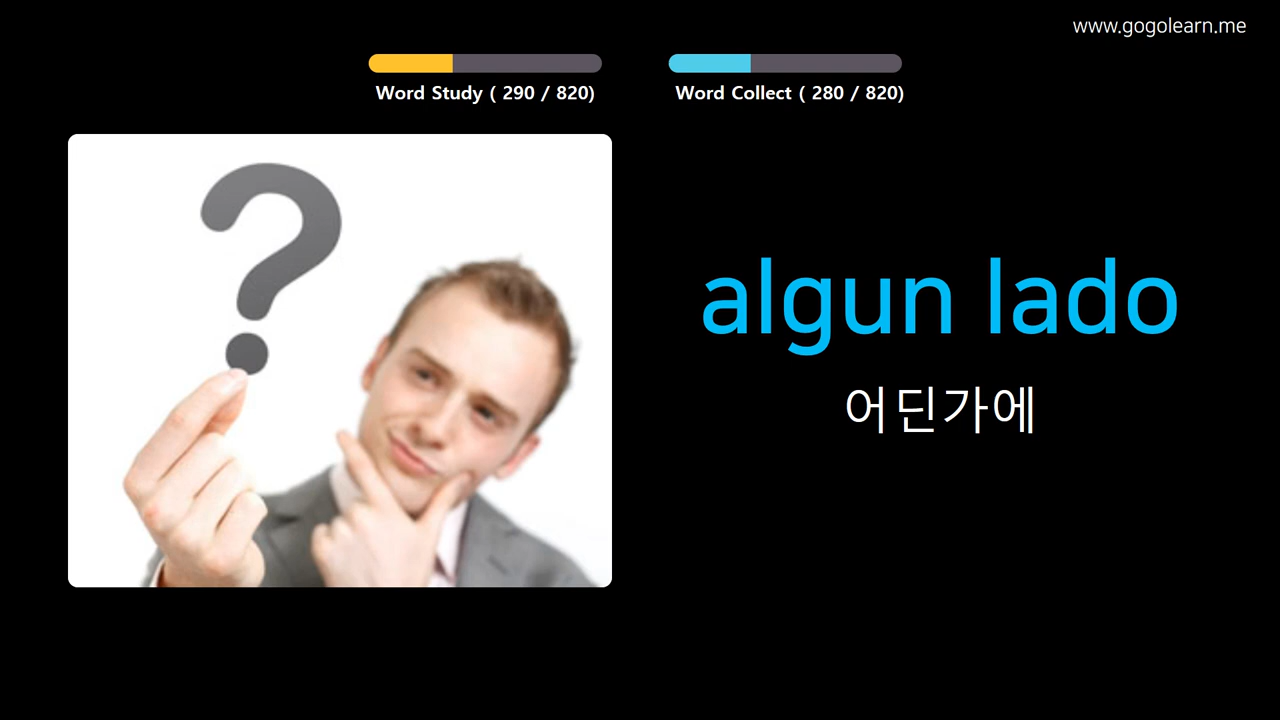 www.gogolearn.me
Word Study ( 290 / 820)
Word Collect ( 280 / 820)
?
algun lado
어딘가에